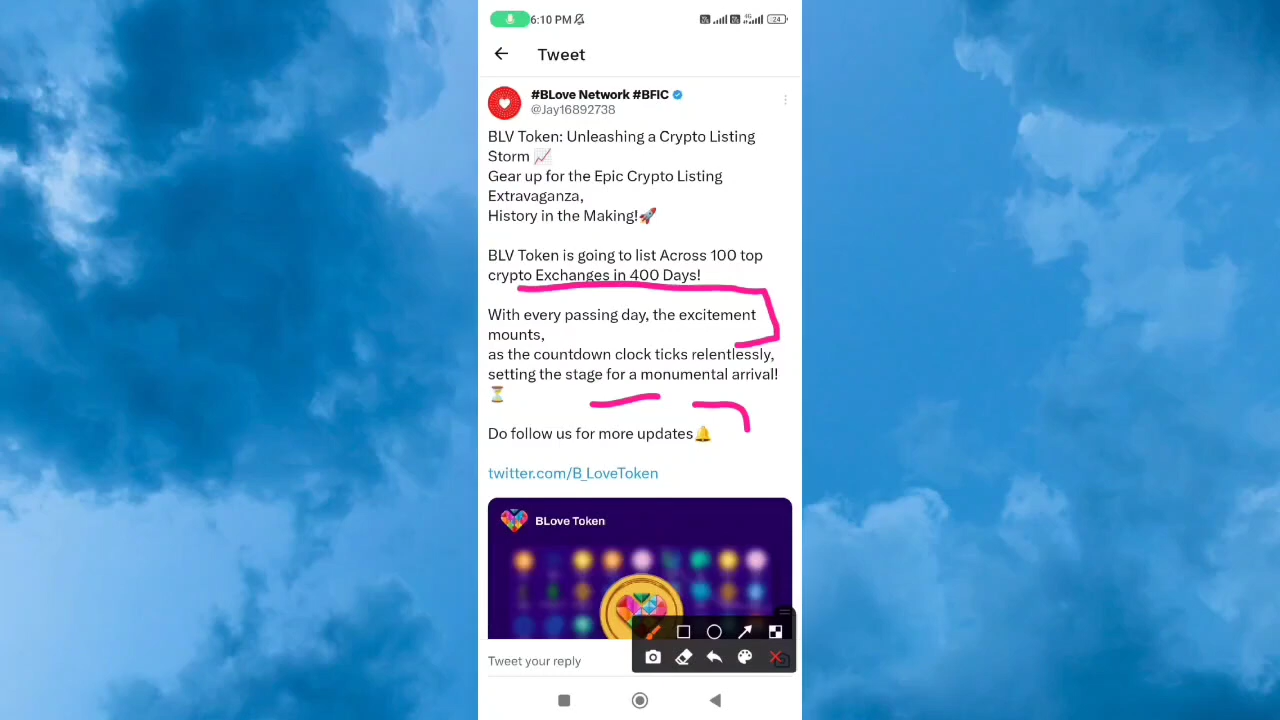 6:10 PM
4G
24
Tweet
#BLove Network #BFIC
@Jay16892738
BLV Token: Unleashing a Crypto Listing
Storm 📈
Gear up for the Epic Crypto Listing
Extravaganza,
History in the Making!🚀
BLV Token is going to list Across 100 top
crypto Exchanges in 400 Days!
With every passing day, the excitement
mounts,
as the countdown clock ticks relentlessly,
setting the stage for a monumental arrival!
⏳
Do follow us for more updates🔔
twitter.com/B_LoveToken
BLove Token
Tweet your reply